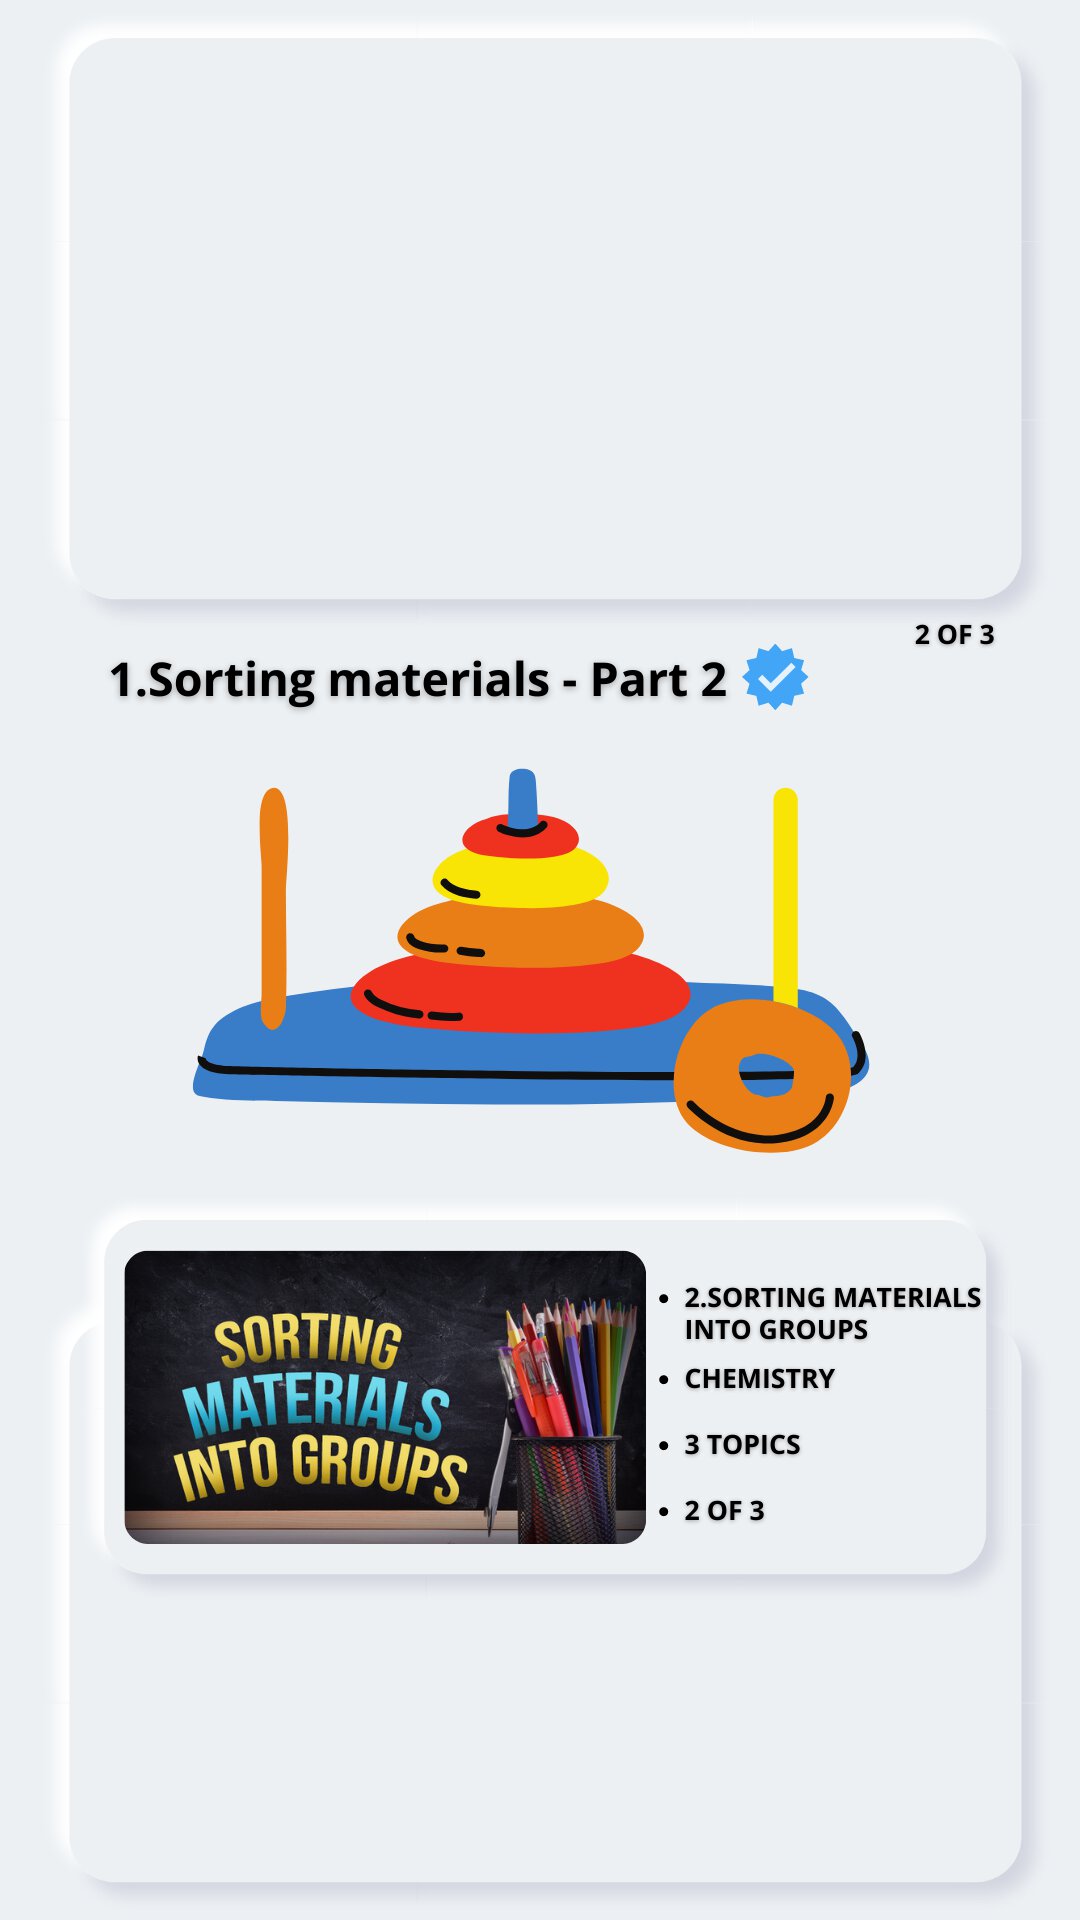 2 OF 3
1.Sorting materials - Part 2
SORTING
MATERIALS
INTO GROUPS
• 2.SORTING MATERIALS
INTO GROUPS
• CHEMISTRY
• 3 TOPICS
• 2 OF 3